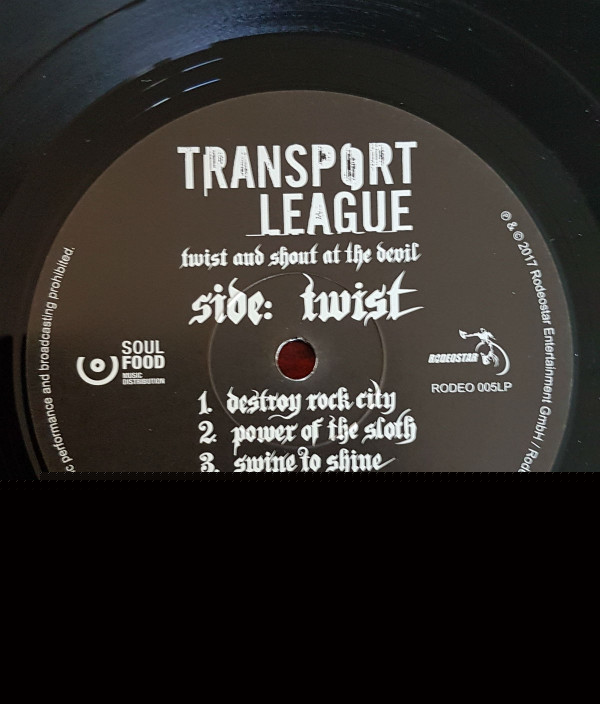 TRANSPORT
LEAGUE
twist and shout at the devil
side: twist
SOUL
FOOD
MUSIC
DISTRIBUTION
RODEOSTAR
RODEO 005LP
1. destroy rock city
2. power of the sloth
3. swine to shine
performance and broadcasting prohibited.
℗ & © 2017 Rodeostar Entertainment GmbH /